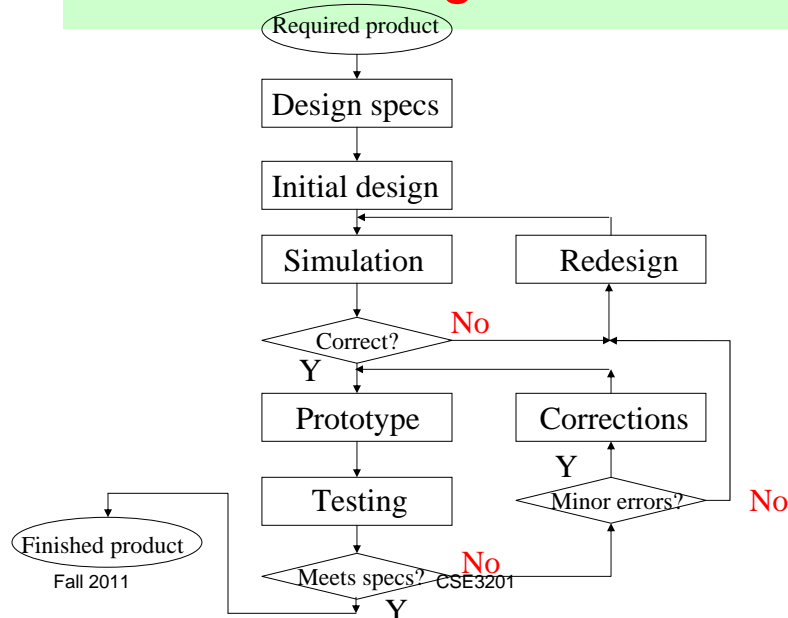 Required product
Design specs
Initial design
Simulation
Redesign
Correct?
No
Y
Prototype
Corrections
Y
Testing
Minor errors?
No
Finished product
Meets specs?
No
Y
Fall 2011
CSE3201